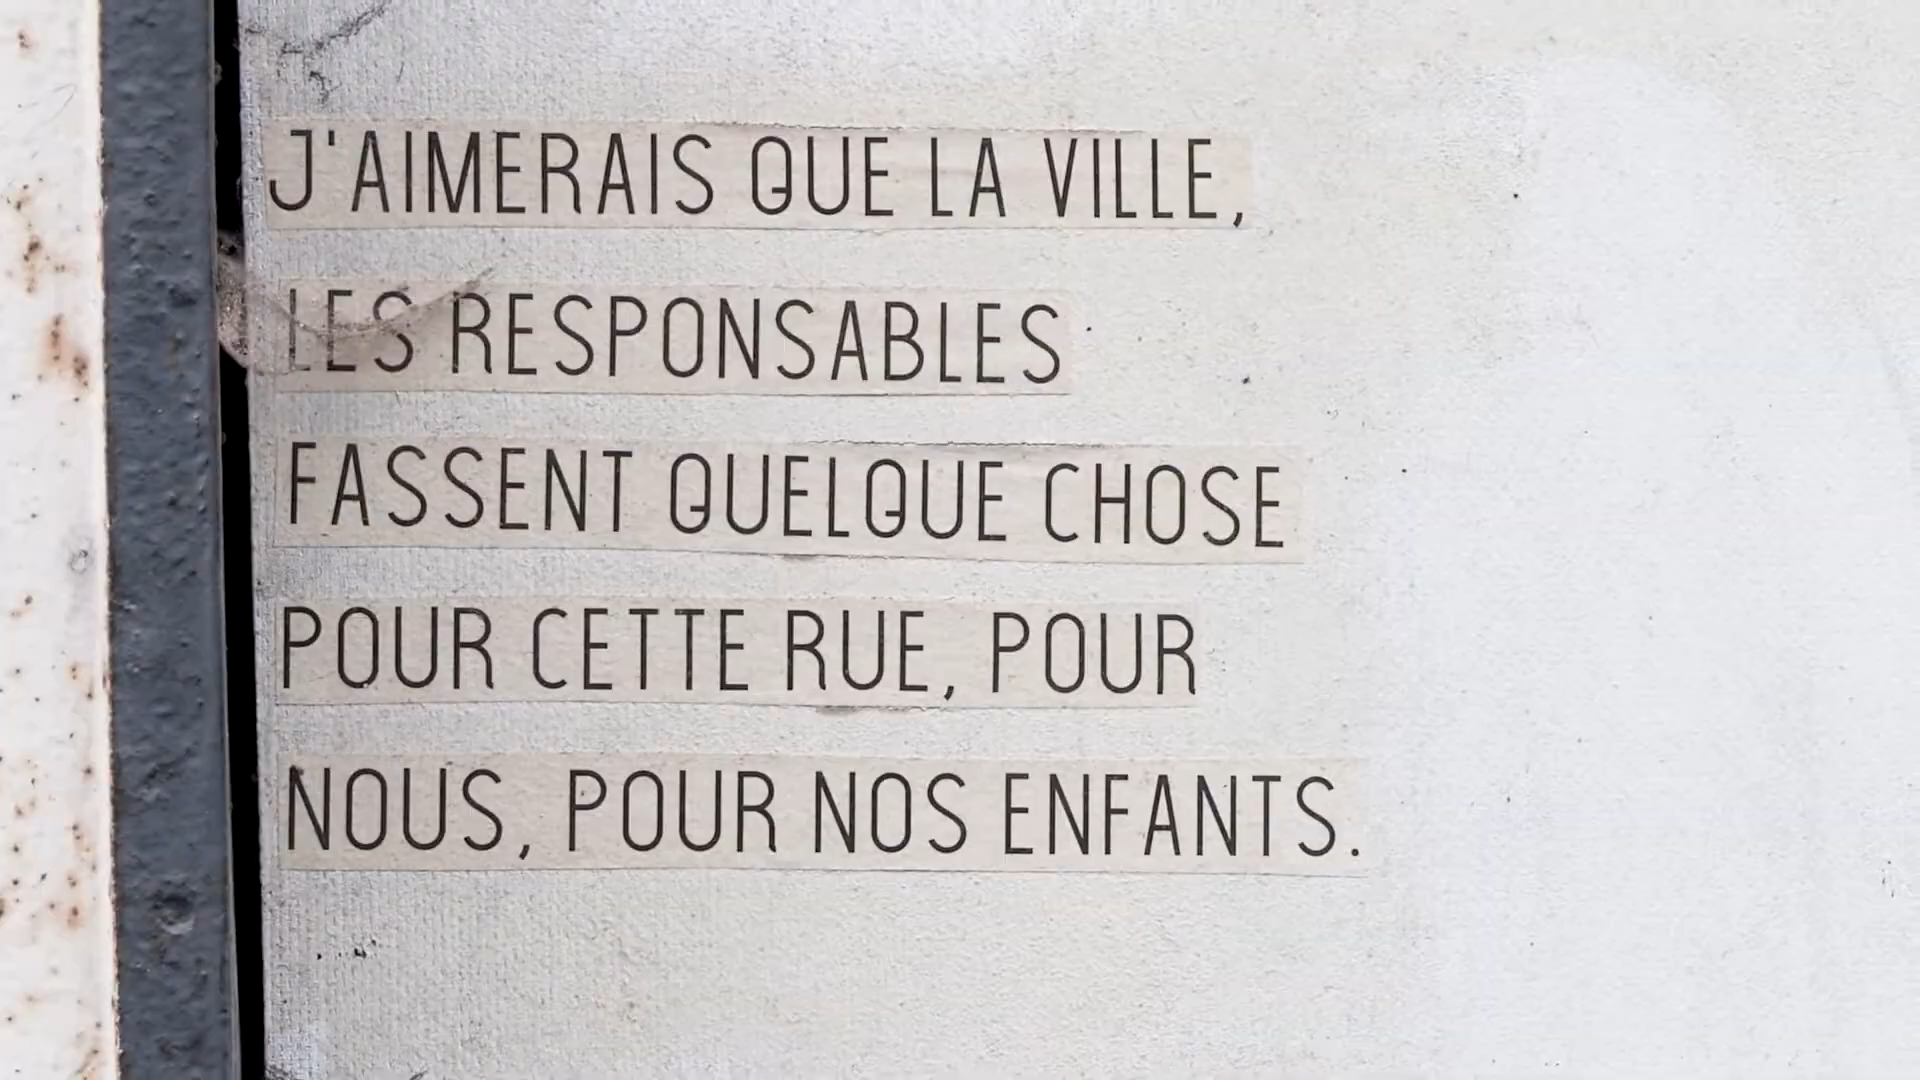 J'AIMERAIS QUE LA VILLE,
LES RESPONSABLES
FASSENT QUELQUE CHOSE
POUR CETTE RUE, POUR
NOUS, POUR NOS ENFANTS.